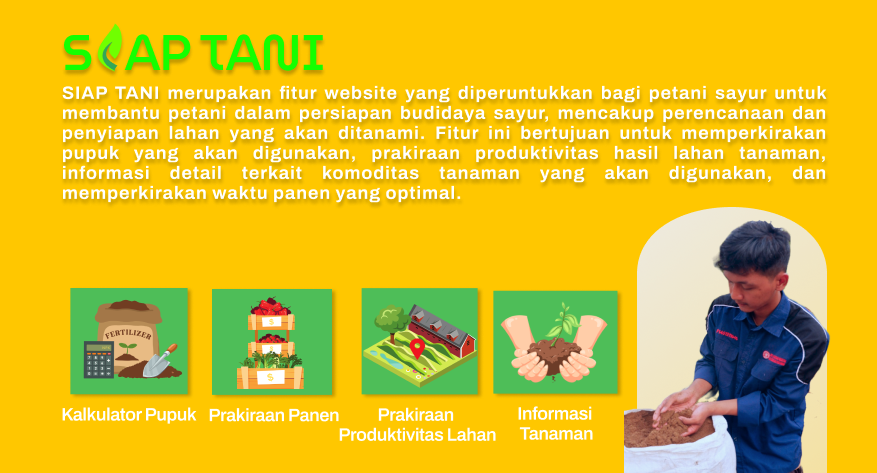 SIAP TANI
SIAP TANI merupakan fitur website yang diperuntukkan bagi petani sayur untuk
membantu petani dalam persiapan budidaya sayur, mencakup perencanaan dan
penyiapan lahan yang akan ditanami. Fitur ini bertujuan untuk memperkirakan
pupuk yang akan digunakan, prakiraan produktivitas hasil lahan tanaman,
informasi detail terkait komoditas tanaman yang akan digunakan, dan
memperkirakan waktu panen yang optimal.
FERTILIZER
$
$
Kalkulator Pupuk
Prakiraan Panen
Prakiraan
Produktivitas Lahan
Informasi
Tanaman